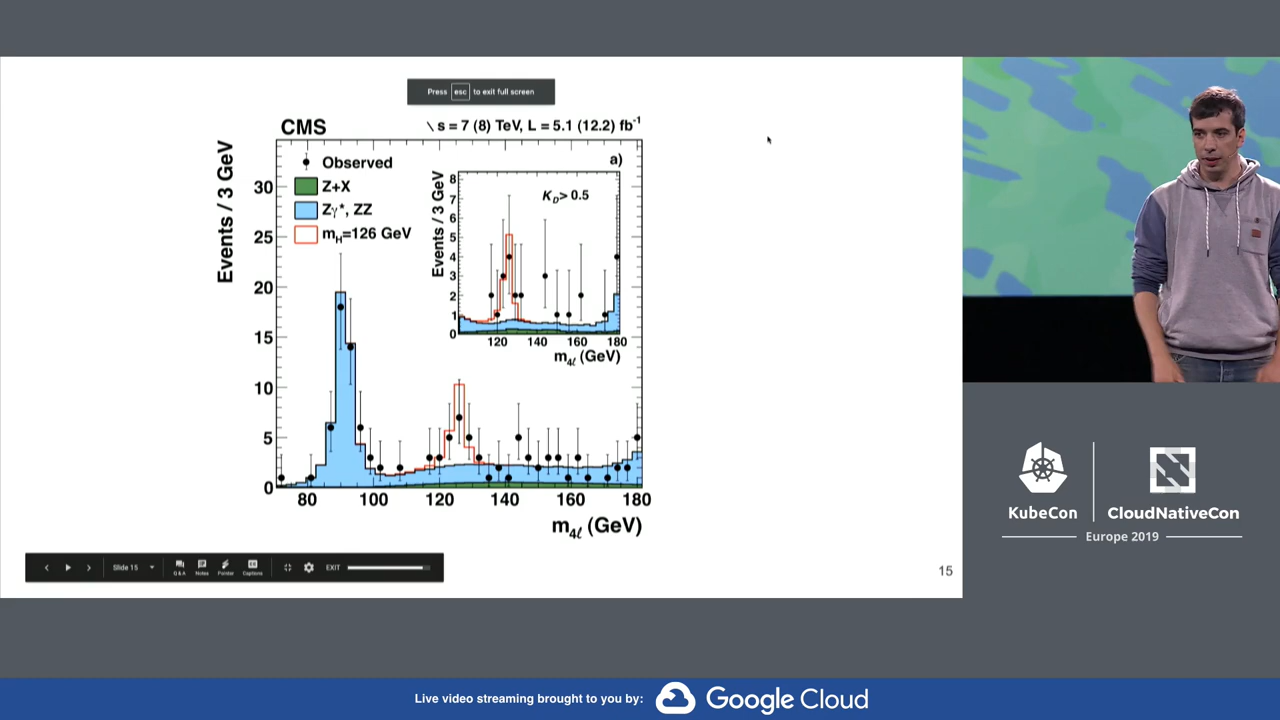 Press esc to exit full screen
CMS
\ s = 7 (8) TeV, L = 5.1 (12.2) fb-1
Events / 3 GeV
30
25
20
15
10
5
0
Observed
Z+X
Zγ*, ZZ
mH=126 GeV
a)
KD > 0.5
Events / 3 GeV
8
7
6
5
4
3
2
1
0
120 140 160 180
m4ℓ (GeV)
80 100 120 140 160 180
m4ℓ (GeV)
Slide 15
Q & A Notes Pointer Captions
EXIT
15
KubeCon CloudNativeCon
Europe 2019
Live video streaming brought to you by: Google Cloud